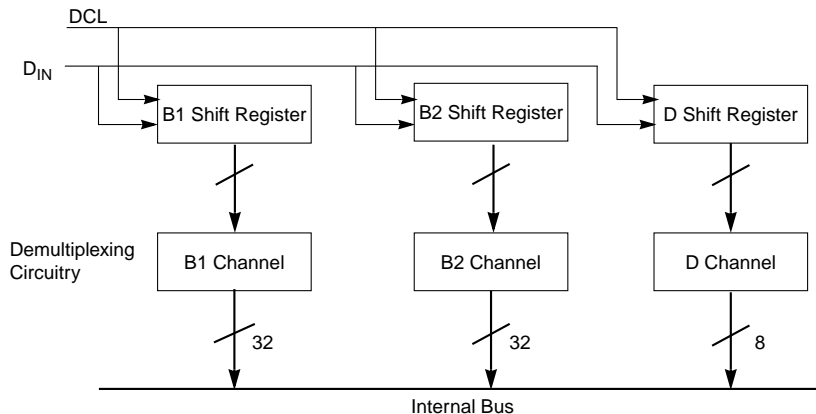 DCL
D_IN
B1 Shift Register
B2 Shift Register
D Shift Register
Demultiplexing
Circuitry
B1 Channel
B2 Channel
D Channel
32
32
8
Internal Bus